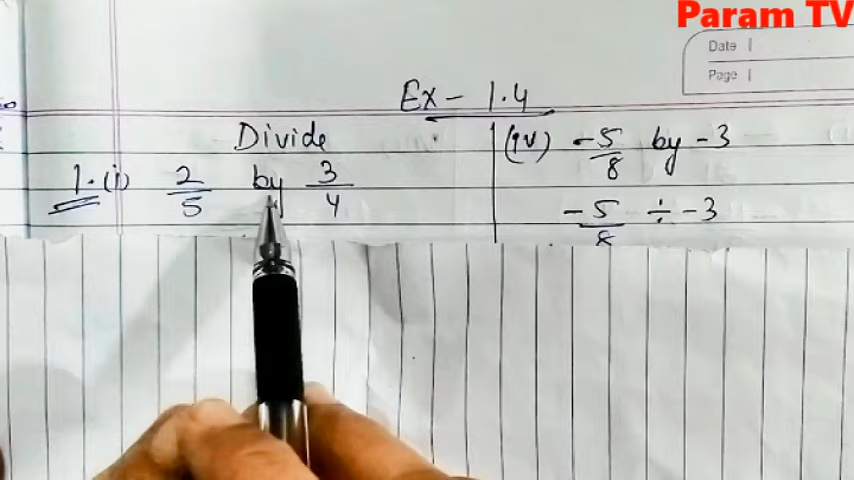 Param TV
Date
Page
Ex - 1.4
Divide
1. (i) 2/5 by 3/4
(iv) -5/8 by -3
-5/8 ÷ -3